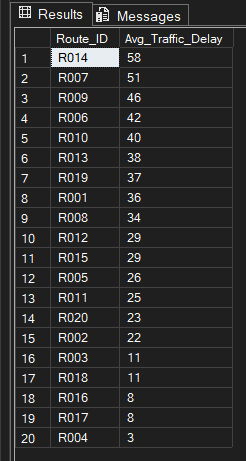 Results Messages
Route_ID Avg_Traffic_Delay
1 R014 58
2 R007 51
3 R009 46
4 R006 42
5 R010 40
6 R013 38
7 R019 37
8 R001 36
9 R008 34
10 R012 29
11 R015 29
12 R005 26
13 R011 25
14 R020 23
15 R002 22
16 R003 11
17 R018 11
18 R016 8
19 R017 8
20 R004 3